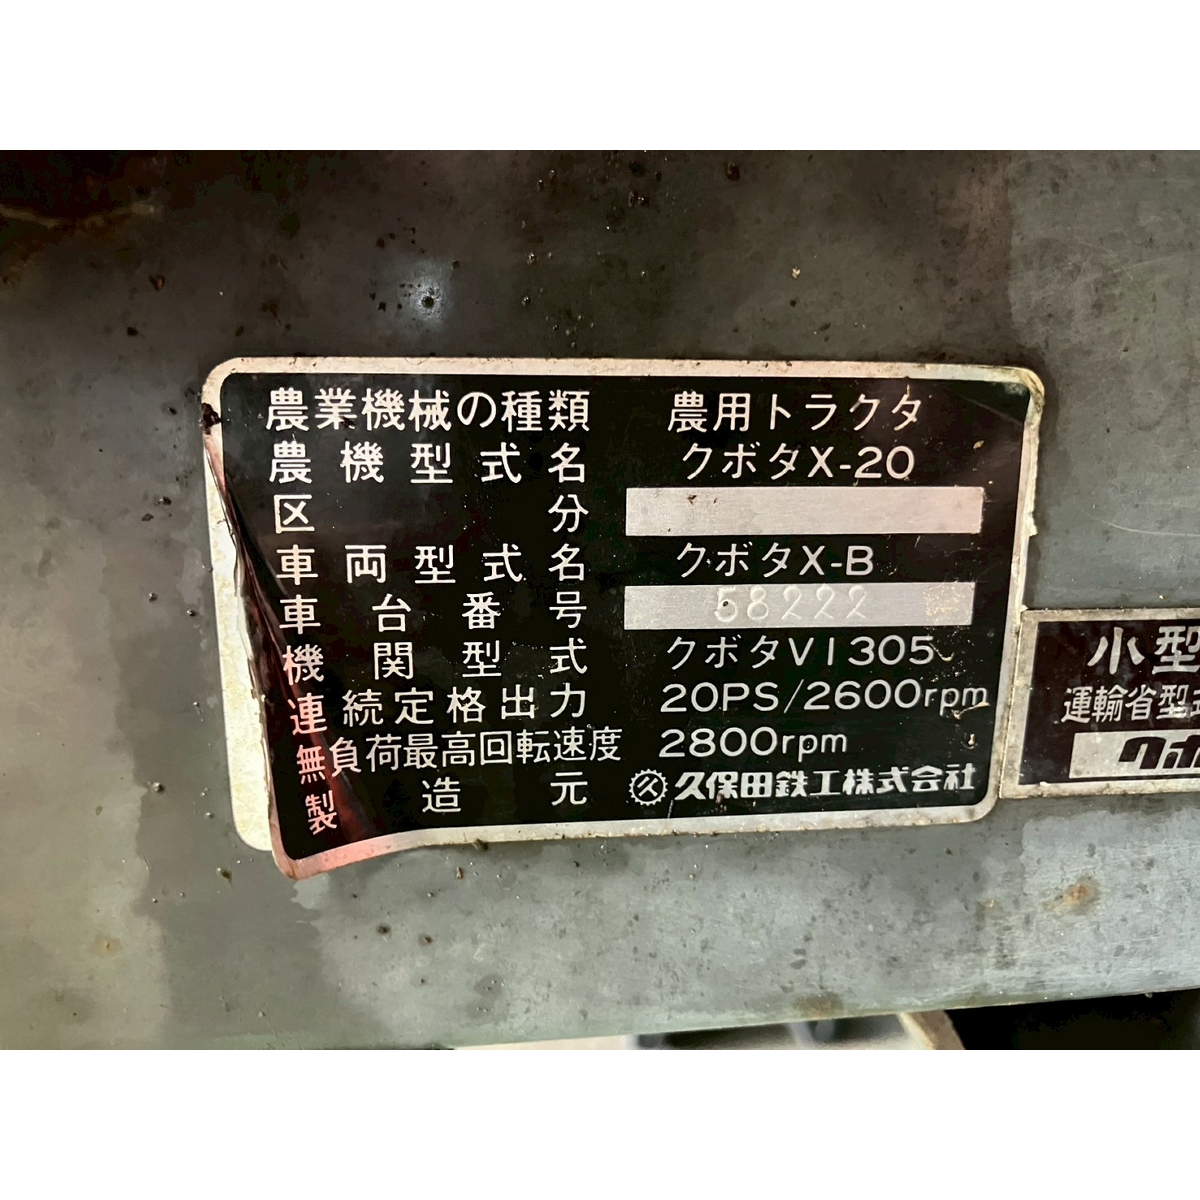 農業機械の種類 農用トラクタ
農機型式名 クボタX-20
区分
車両型式名 クボタX-B
車台番号 58222
機関型式 クボタV1305
連続定格出力 20PS/2600rpm
無負荷最高回転速度 2800rpm
製造元 久保田鉄工株式会社
小型
運輸省型式
クボ